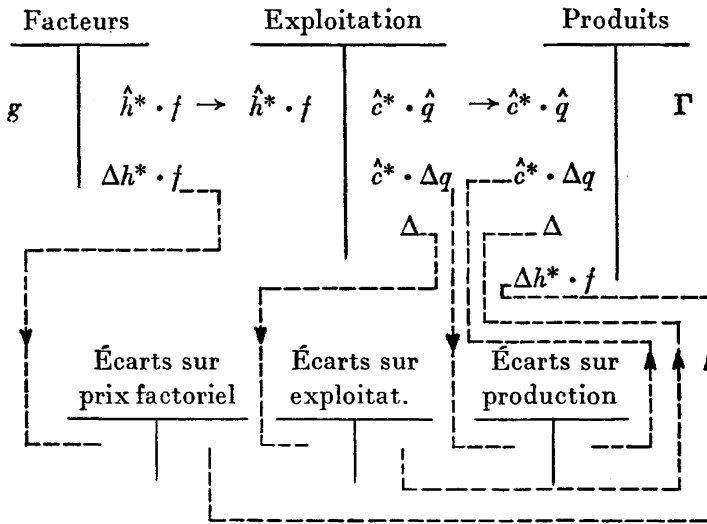 Facteurs Exploitation Produits
g ĥ* · f → ĥ* · f ĉ* · q̂ → ĉ* · q̂ Γ
Δh* · f ĉ* · Δq ĉ* · Δq
Δ Δ
Δh* · f
Écarts sur Écarts sur Écarts sur
prix factoriel exploitat. production